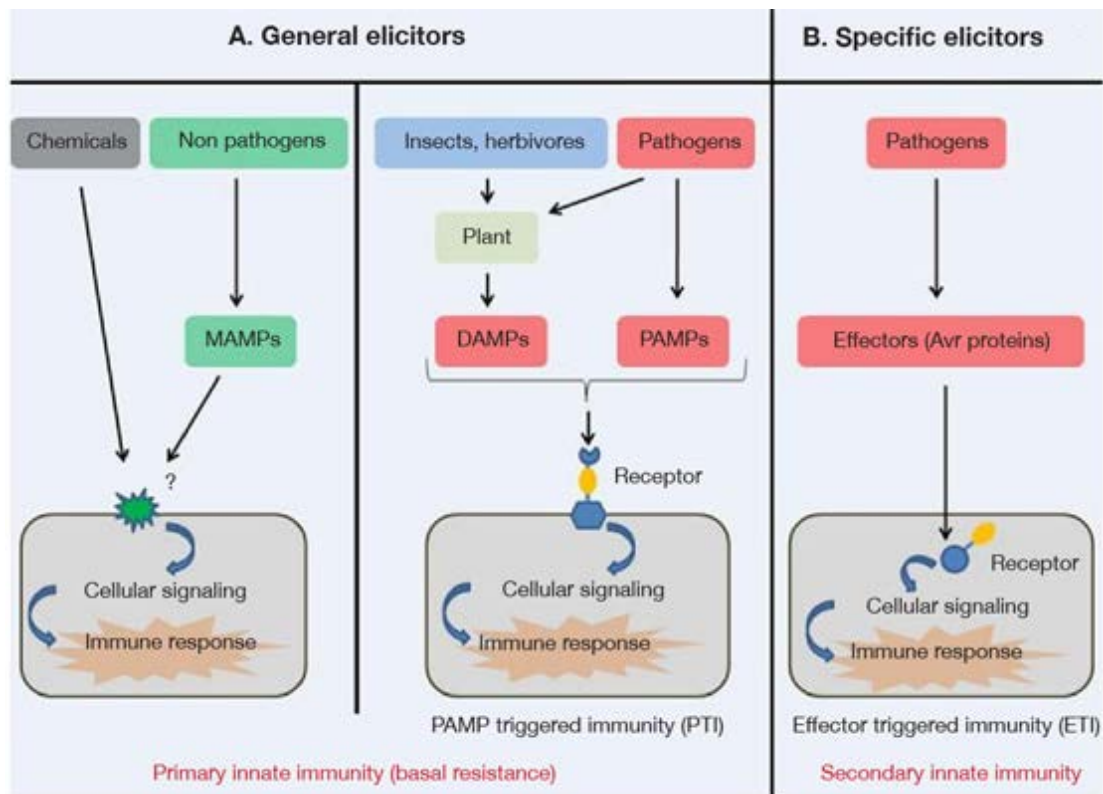 A. General elicitors
B. Specific elicitors
Chemicals
Non pathogens
Insects, herbivores
Pathogens
Pathogens
Plant
MAMPs
DAMPs
PAMPs
Effectors (Avr proteins)
?
Receptor
Receptor
Cellular signaling
Immune response
Cellular signaling
Immune response
Cellular signaling
Immune response
PAMP triggered immunity (PTI)
Effector triggered immunity (ETI)
Primary innate immunity (basal resistance)
Secondary innate immunity